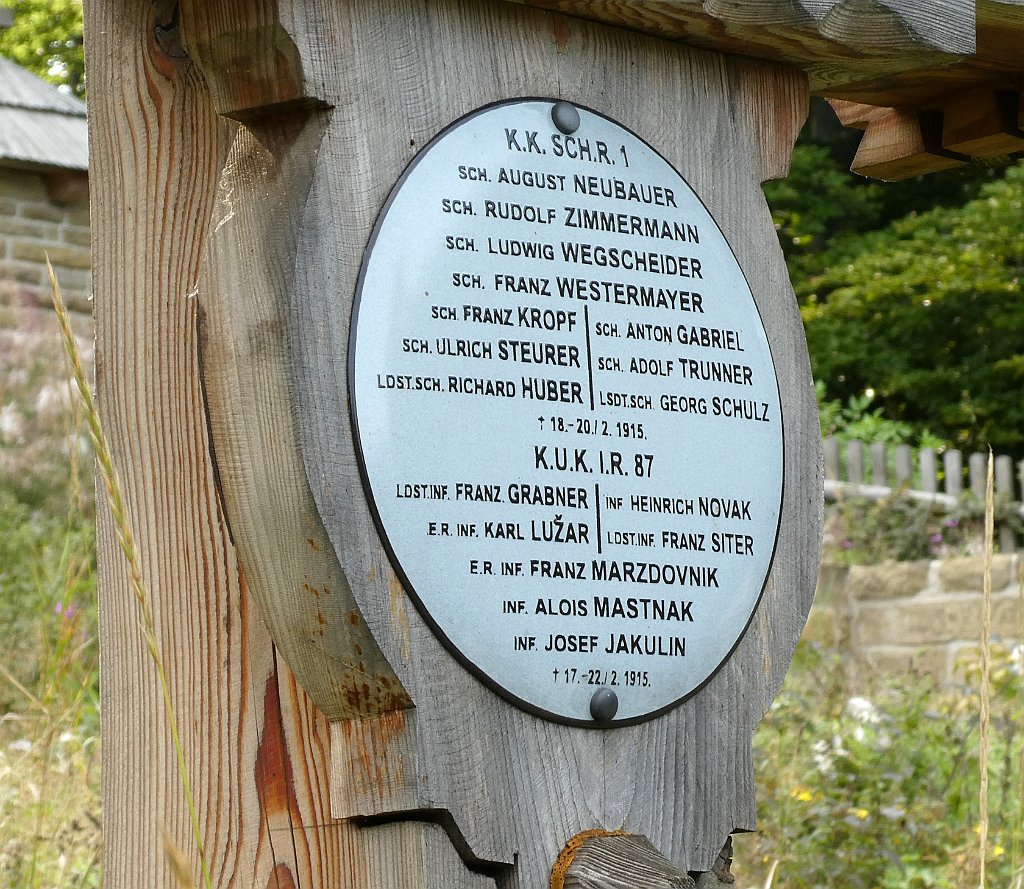 K.K. SCH.R. 1
SCH. AUGUST NEUBAUER
SCH. RUDOLF ZIMMERMANN
SCH. LUDWIG WEGSCHEIDER
SCH. FRANZ WESTERMAYER
SCH. FRANZ KROPF SCH. ANTON GABRIEL
SCH. ULRICH STEURER SCH. ADOLF TRUNNER
LDST.SCH. RICHARD HUBER LSDT.SCH. GEORG SCHULZ
† 18.-20./2. 1915.
K.U.K. I.R. 87
LDST.INF. FRANZ GRABNER INF HEINRICH NOVAK
E.R. INF. KARL LUŽAR LDST.INF. FRANZ SITER
E.R. INF. FRANZ MARZDOVNIK
INF. ALOIS MASTNAK
INF. JOSEF JAKULIN
† 17.-22./2. 1915.